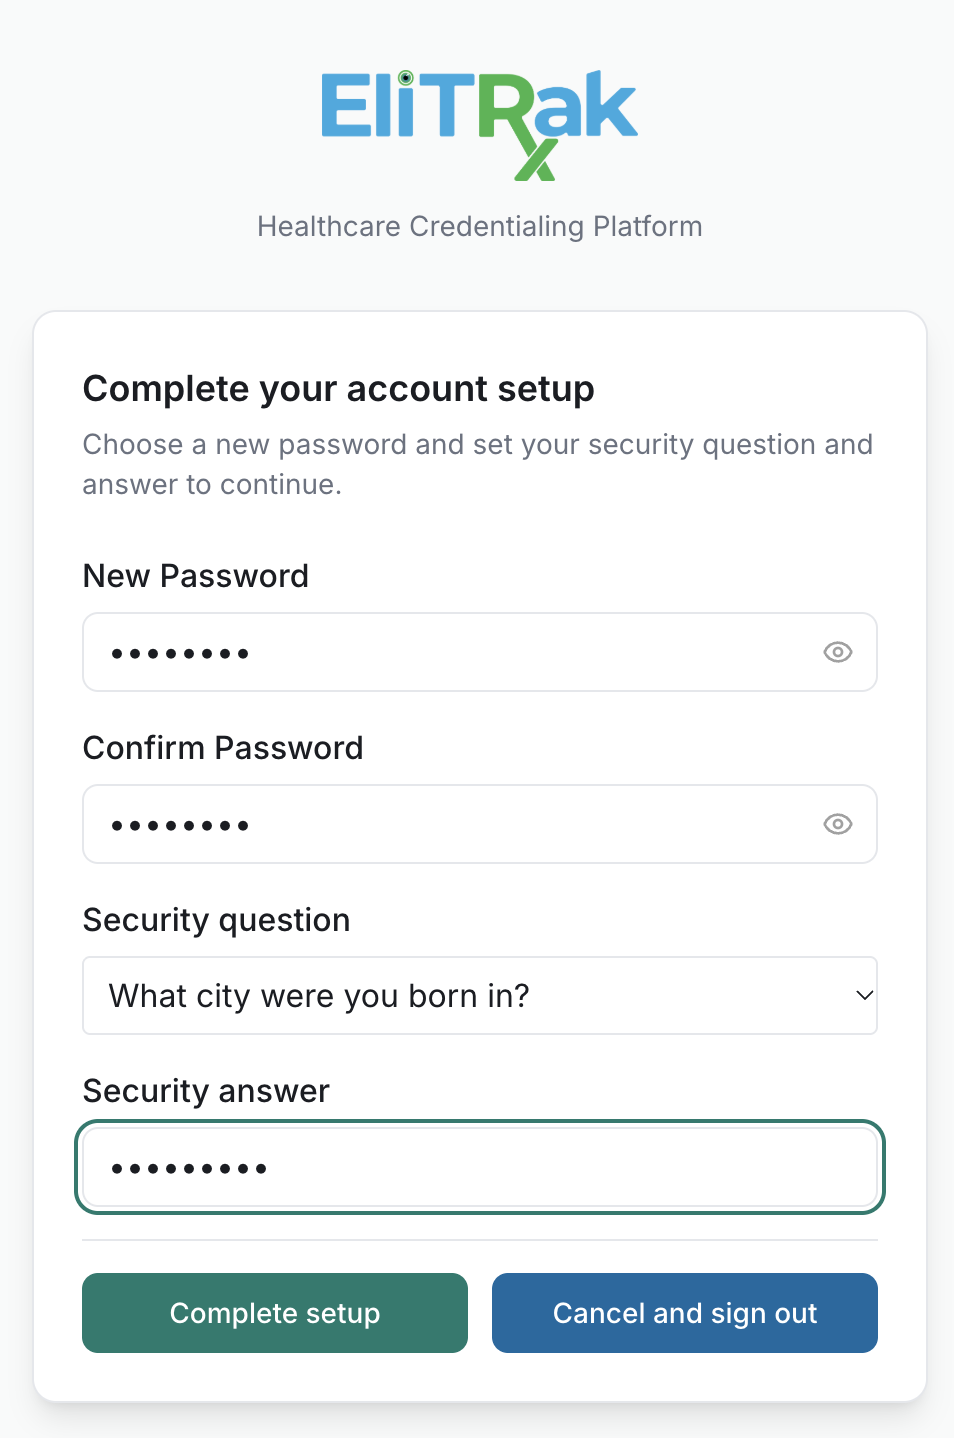 EliTRak
x
Healthcare Credentialing Platform
Complete your account setup
Choose a new password and set your security question and
answer to continue.
New Password
••••••••
Confirm Password
••••••••
Security question
What city were you born in?
Security answer
•••••••••
Complete setup
Cancel and sign out